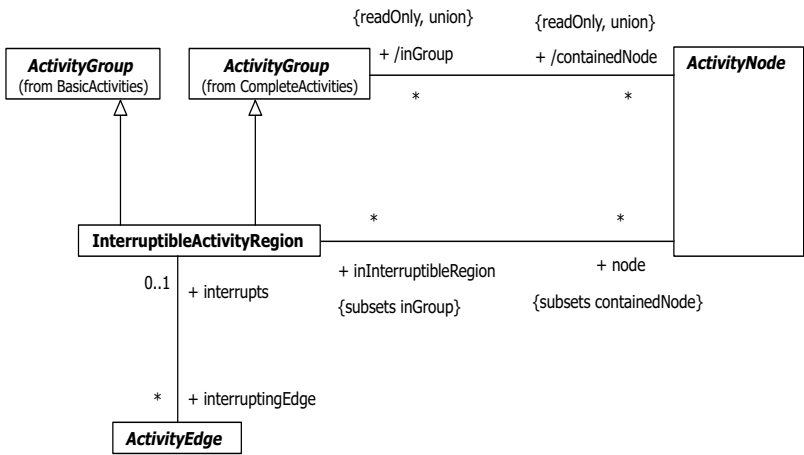 {readOnly, union}
{readOnly, union}
ActivityGroup
(from BasicActivities)
ActivityGroup
(from CompleteActivities)
+ /inGroup
+ /containedNode
ActivityNode
*
*
*
*
InterruptibleActivityRegion
+ inInterruptibleRegion
+ node
{subsets inGroup}
{subsets containedNode}
0..1
+ interrupts
*
+ interruptingEdge
ActivityEdge